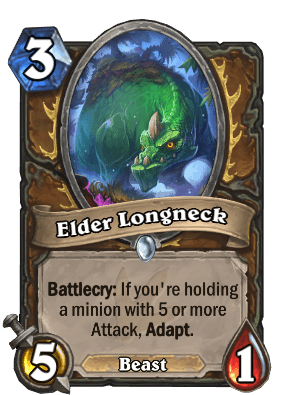 3
Elder Longneck
Battlecry: If you're holding
a minion with 5 or more
Attack, Adapt.
5
Beast
1